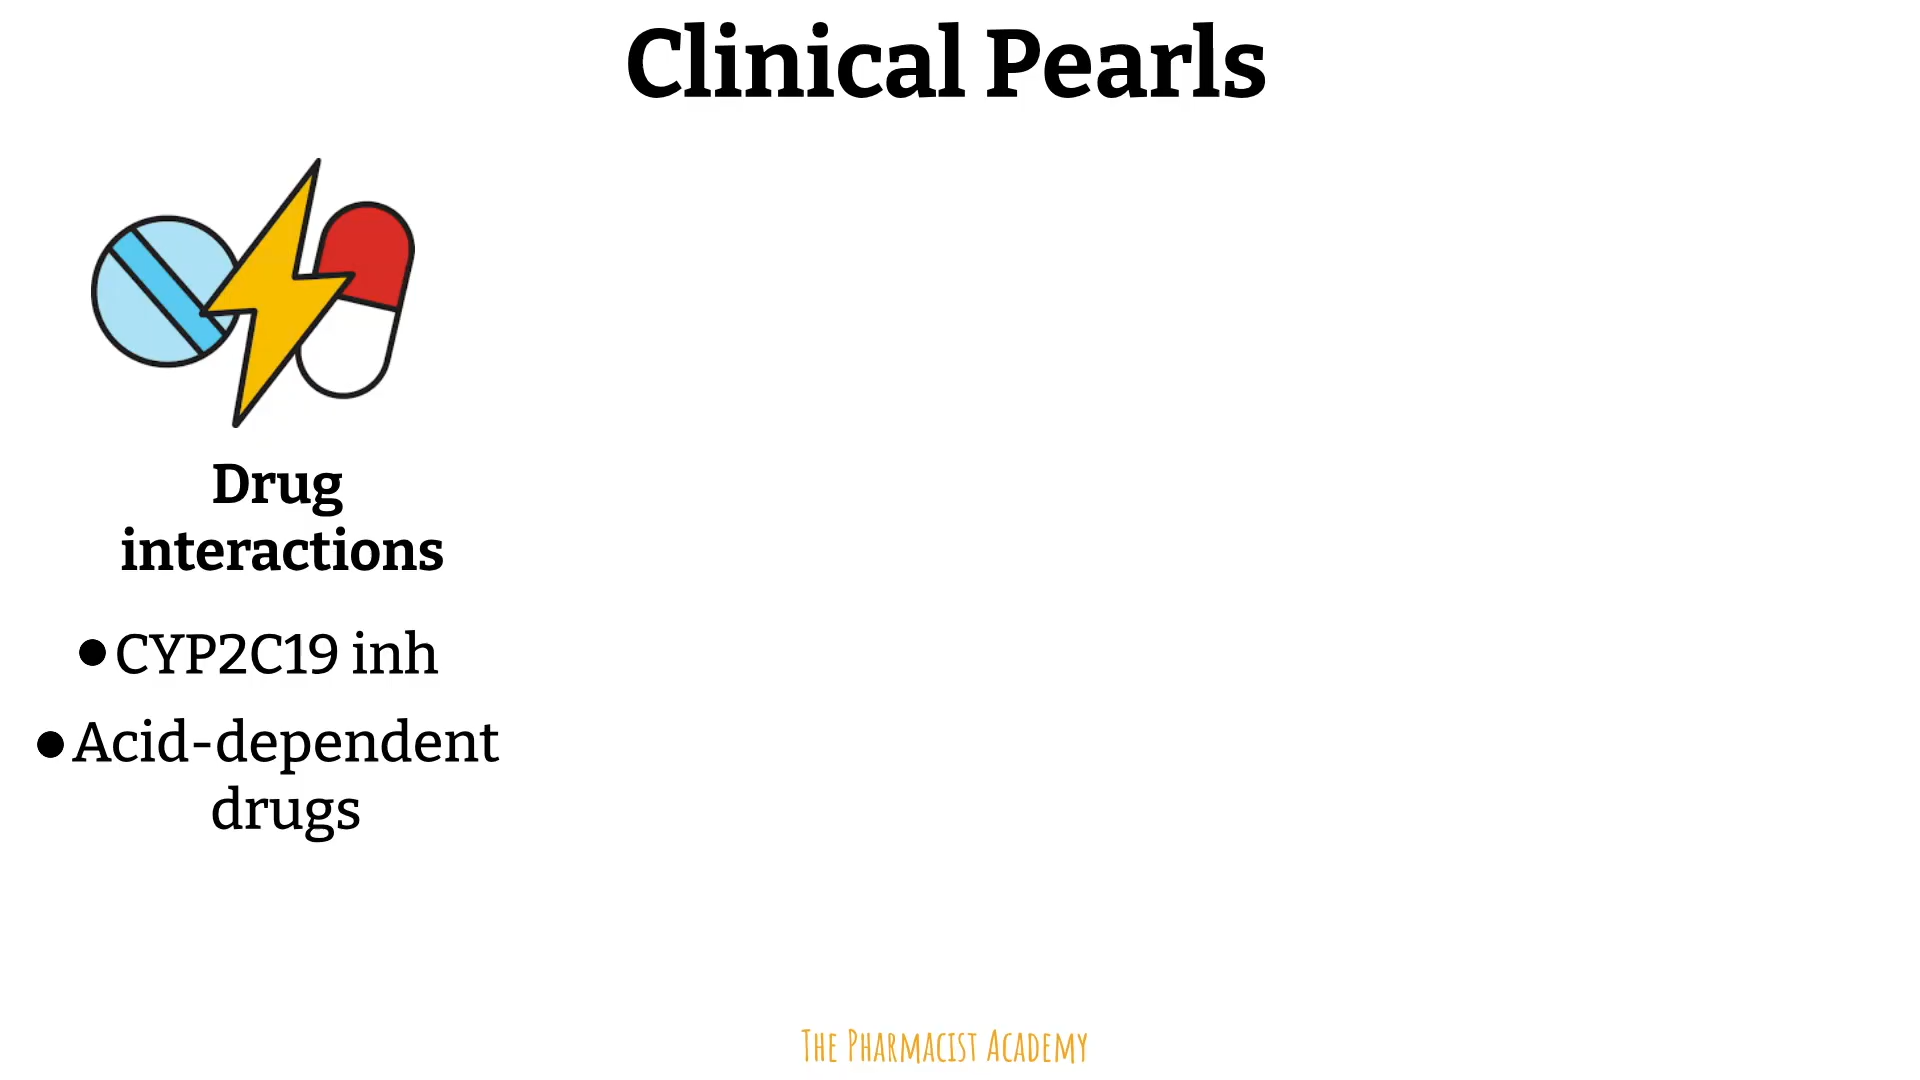 Clinical Pearls
Drug
interactions
● CYP2C19 inh
● Acid-dependent
drugs
The Pharmacist Academy